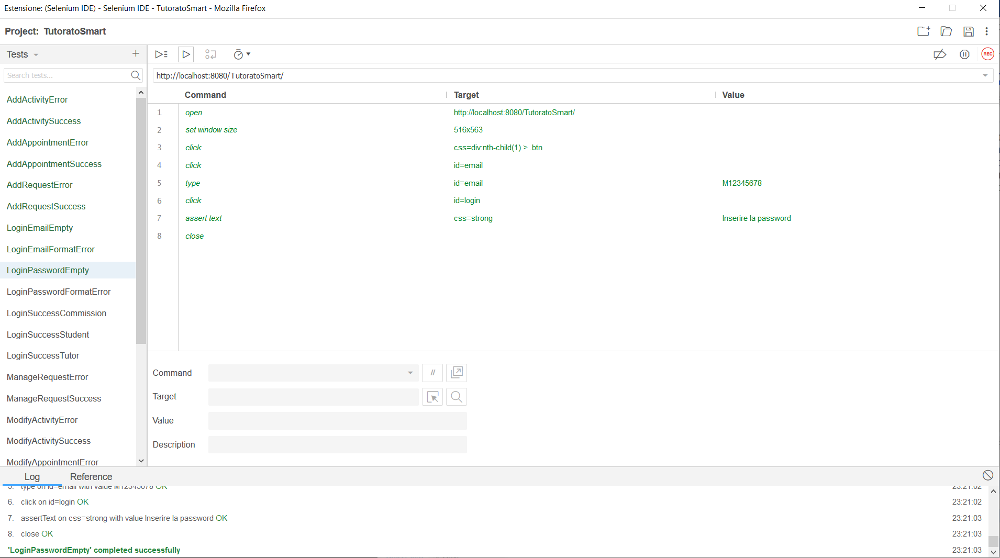 Estensione: (Selenium IDE) - Selenium IDE - TutoratoSmart - Mozilla Firefox
Project: TutoratoSmart
Tests
Search tests...
AddActivityError
AddActivitySuccess
AddAppointmentError
AddAppointmentSuccess
AddRequestError
AddRequestSuccess
LoginEmailEmpty
LoginEmailFormatError
LoginPasswordEmpty
LoginPasswordFormatError
LoginSuccessCommission
LoginSuccessStudent
LoginSuccessTutor
ManageRequestError
ManageRequestSuccess
ModifyActivityError
ModifyActivitySuccess
ModifyAppointmentError
REC
http://localhost:8080/TutoratoSmart/
Command Target Value
1 open http://localhost:8080/TutoratoSmart/
2 set window size 516x563
3 click css=div:nth-child(1) > .btn
4 click id=email
5 type id=email M12345678
6 click id=login
7 assert text css=strong Inserire la password
8 close
Command //
Target
Value
Description
Log Reference
5. type on id=email with value M12345678 OK 23:21:02
6. click on id=login OK 23:21:02
7. assertText on css=strong with value Inserire la password OK 23:21:03
8. close OK 23:21:03
'LoginPasswordEmpty' completed successfully 23:21:03